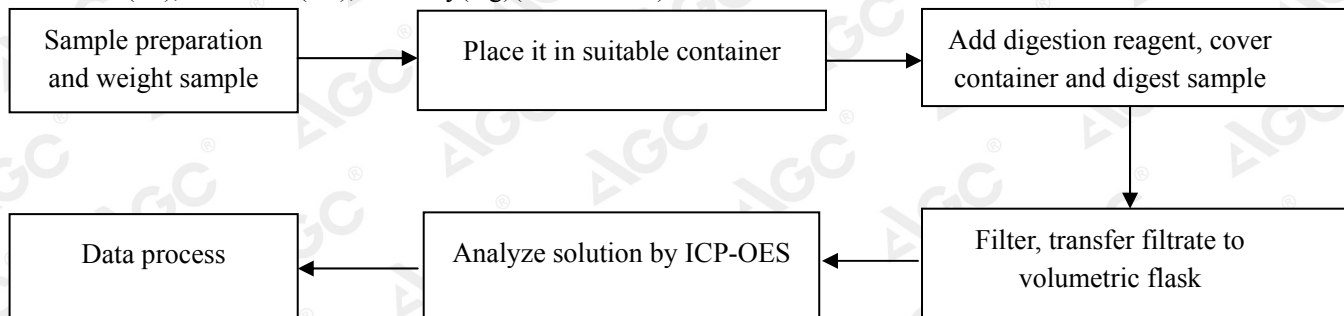 Sample preparation
and weight sample
Place it in suitable container
Add digestion reagent, cover
container and digest sample
Filter, transfer filtrate to
volumetric flask
Analyze solution by ICP-OES
Data process
AGC®